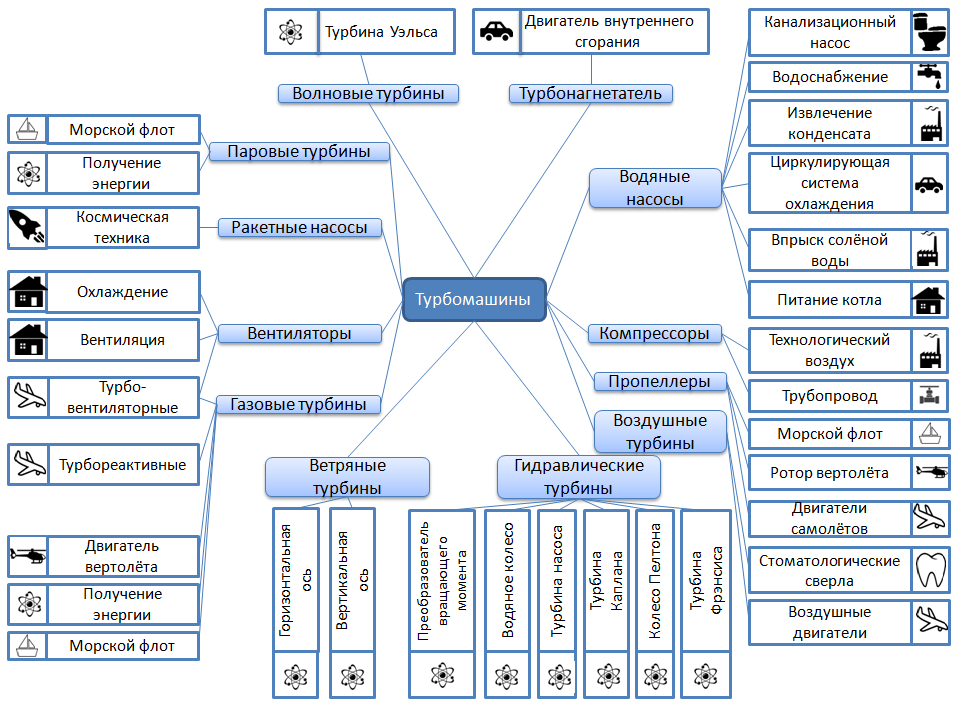 Турбина Уэльса
Двигатель внутреннего
сгорания
Волновые турбины
Турбонагнетатель
Морской флот
Получение
энергии
Паровые турбины
Космическая
техника
Ракетные насосы
Охлаждение
Вентиляция
Турбо-
вентиляторные
Вентиляторы
Газовые турбины
Турбореактивные
Двигатель
вертолёта
Получение
энергии
Морской флот
Турбомашины
Водяные
насосы
Канализационный
насос
Водоснабжение
Извлечение
конденсата
Циркулирующая
система
охлаждения
Впрыск солёной
воды
Питание котла
Компрессоры
Технологический
воздух
Трубопровод
Пропеллеры
Морской флот
Ротор вертолёта
Двигатели
самолётов
Воздушные
турбины
Стоматологические
сверла
Воздушные
двигатели
Ветряные
турбины
Горизонтальная
ось
Вертикальная
ось
Гидравлические
турбины
Преобразователь
вращающего
момента
Водяное колесо
Турбина насоса
Турбина
Каплана
Колесо Пелтона
Турбина
Фрэнсиса